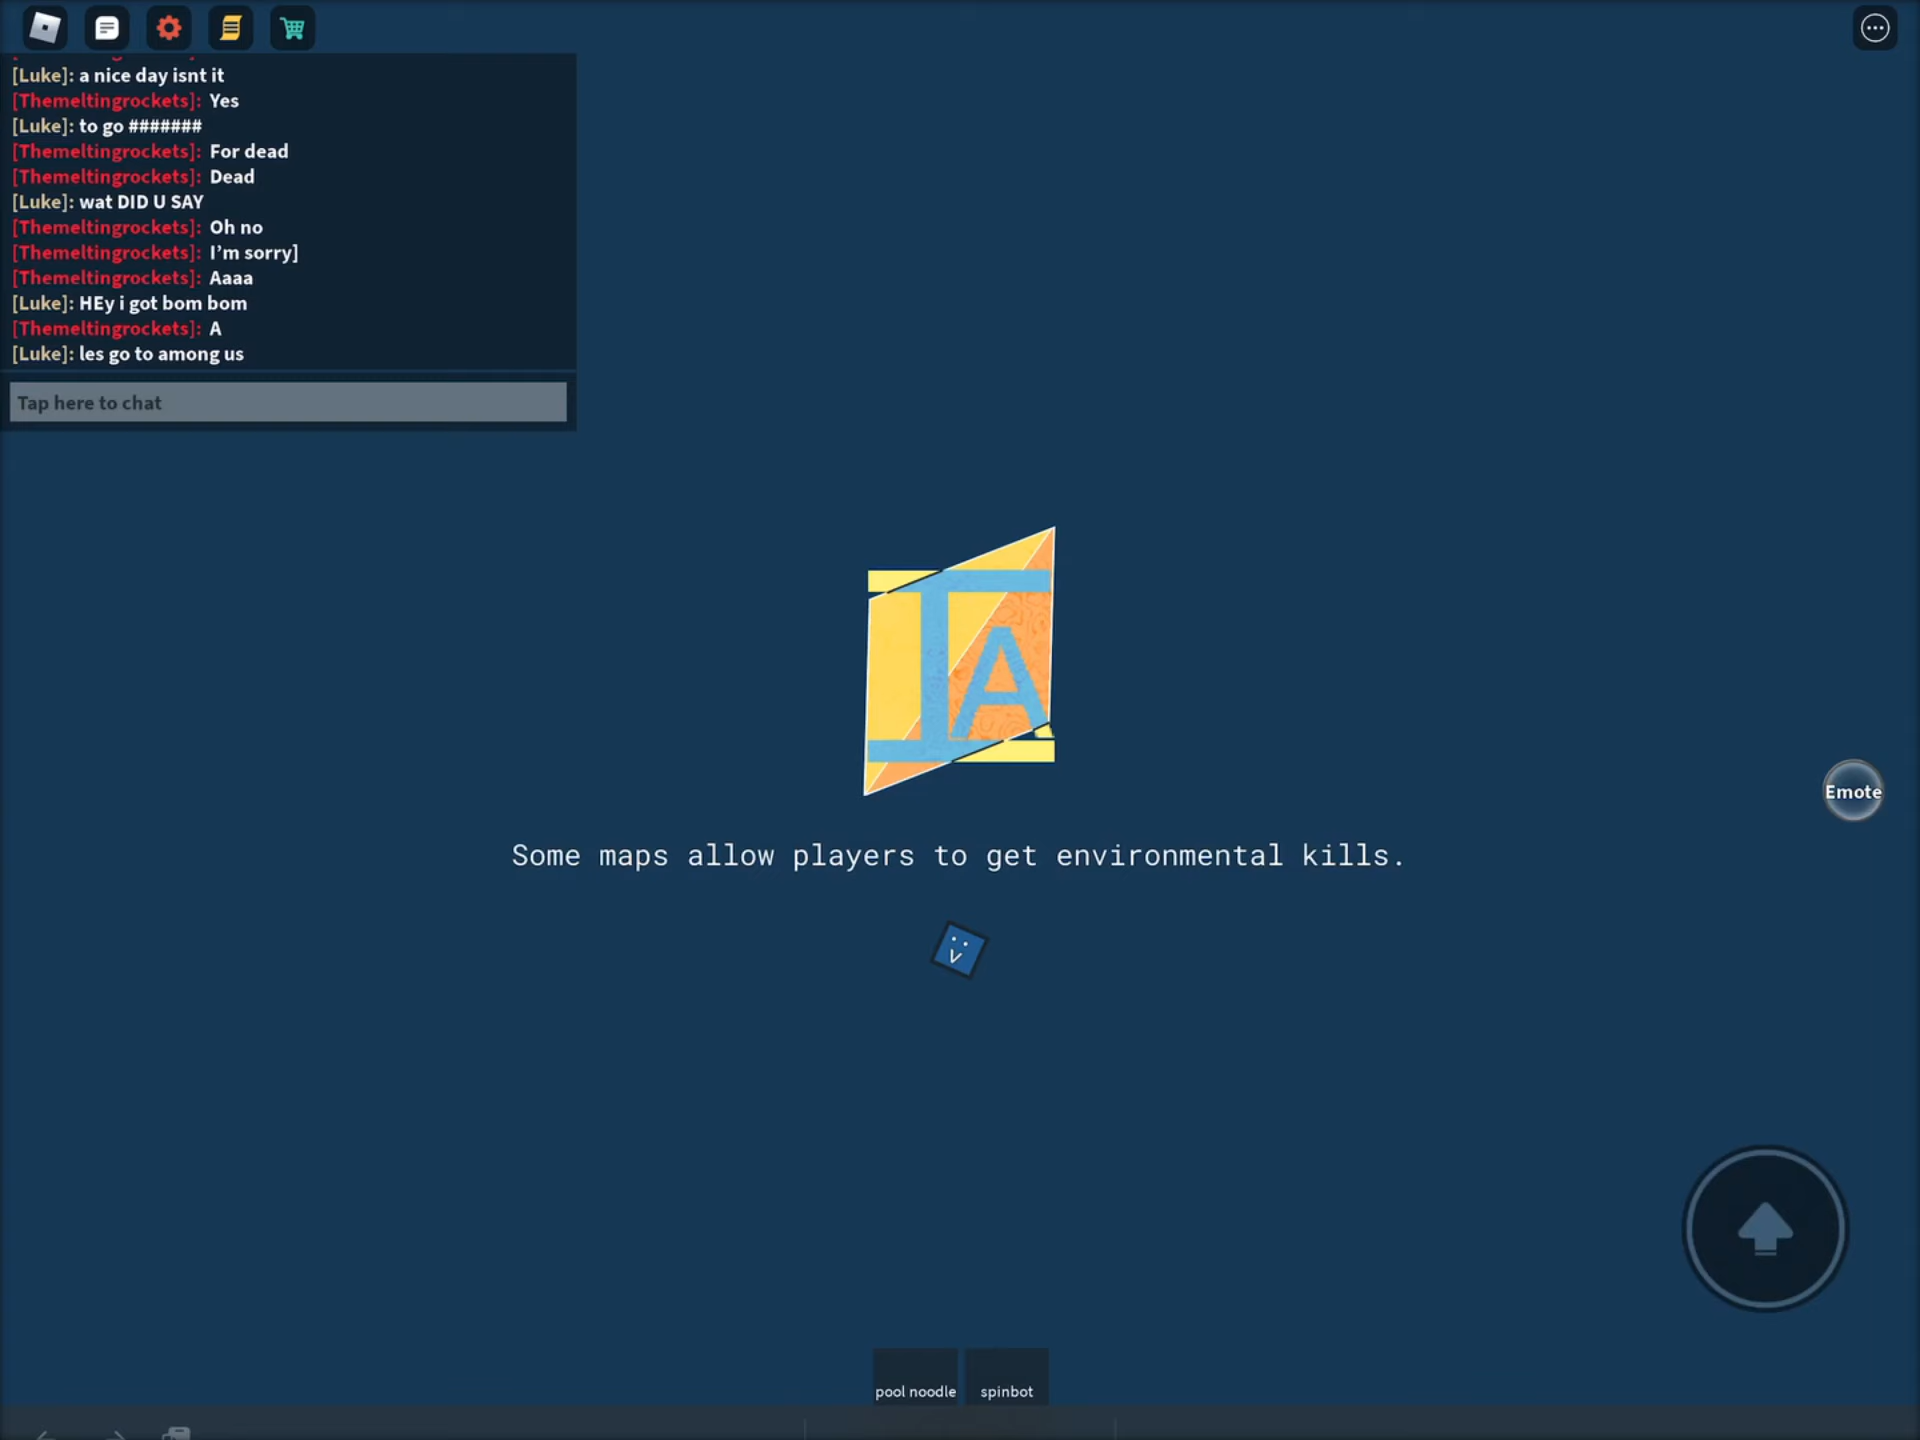 [Luke]: a nice day isnt it
[Themeltingrockets]: Yes
[Luke]: to go #######
[Themeltingrockets]: For dead
[Themeltingrockets]: Dead
[Luke]: wat DID U SAY
[Themeltingrockets]: Oh no
[Themeltingrockets]: I’m sorry]
[Themeltingrockets]: Aaaa
[Luke]: HEy i got bom bom
[Themeltingrockets]: A
[Luke]: les go to among us
Tap here to chat
IA
Emote
Some maps allow players to get environmental kills.
pool noodle
spinbot